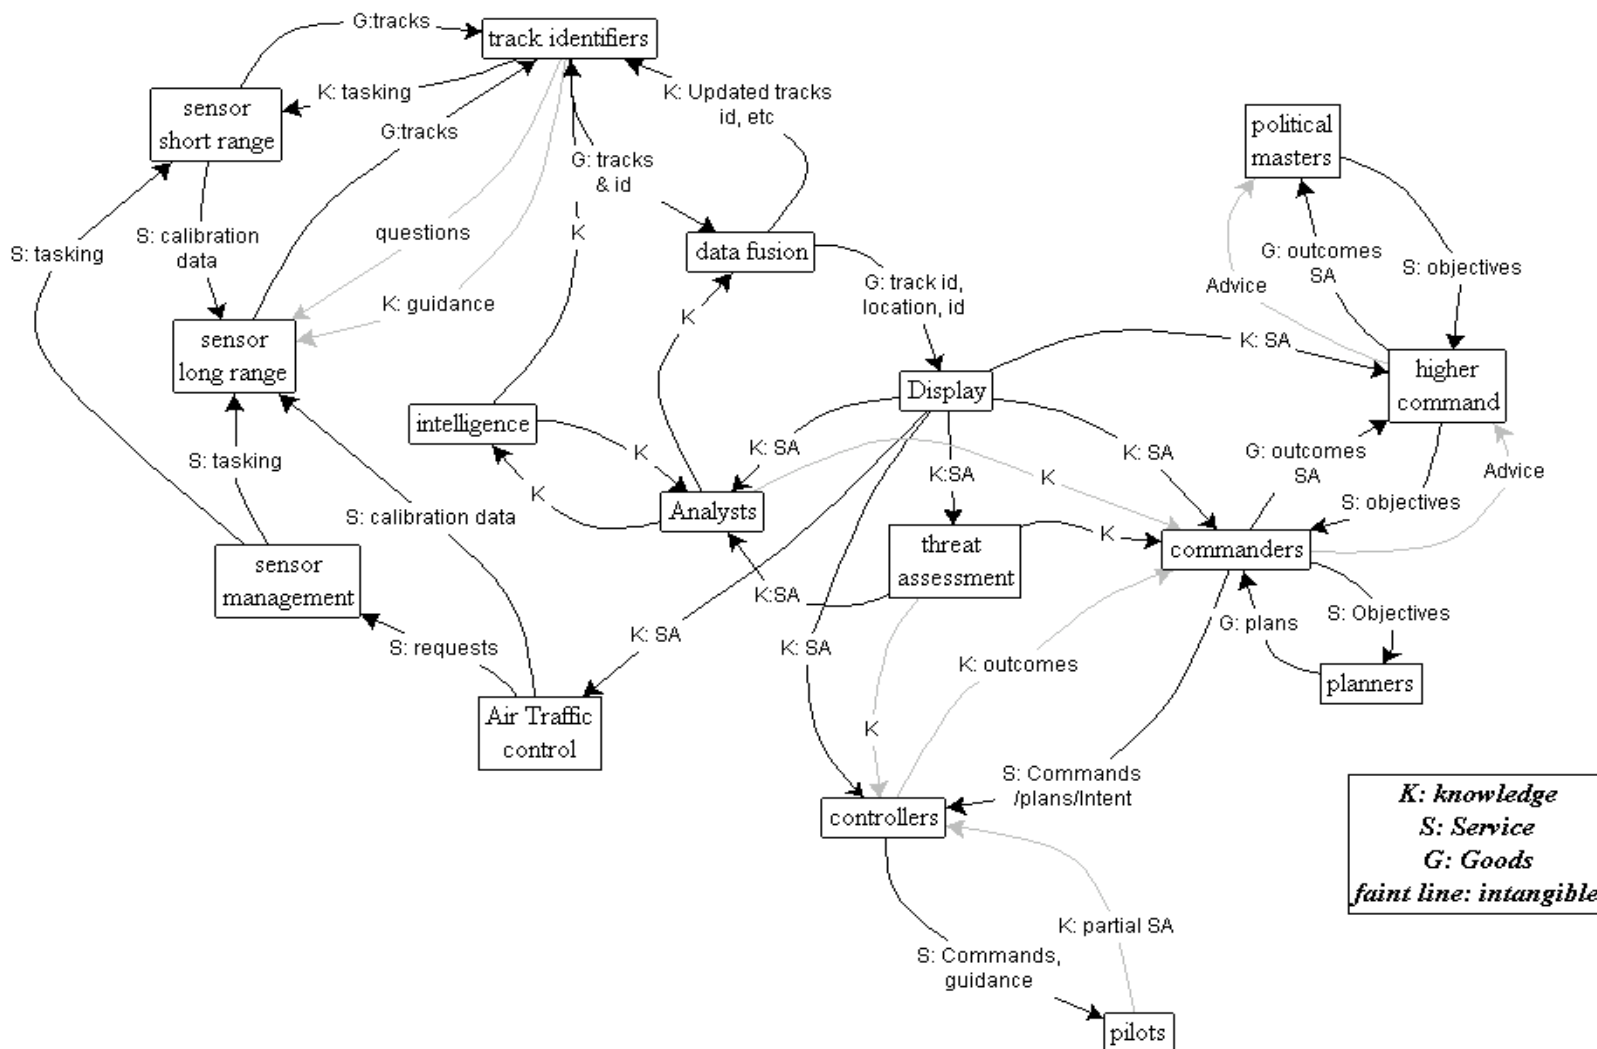 G:tracks
track identifiers
K: tasking
K: Updated tracks
id, etc
sensor
short range
G:tracks
political
masters
G: tracks
& id
S: tasking
S: calibration
data
questions
K
data fusion
G: outcomes
SA
S: objectives
Advice
G: track id,
location, id
K: guidance
K
sensor
long range
K: SA
higher
command
Display
intelligence
K
K: SA
K: SA
G: outcomes
SA
Advice
S: tasking
K:SA
K
K
Analysts
S: objectives
S: calibration data
threat
assessment
K
commanders
sensor
management
K:SA
K: SA
K: SA
G: plans
S: Objectives
S: requests
K: outcomes
planners
Air Traffic
control
K
S: Commands
/plans/Intent
controllers
K: knowledge
S: Service
G: Goods
faint line: intangible
K: partial SA
S: Commands,
guidance
pilots